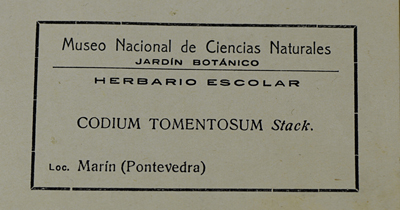 Museo Nacional de Ciencias Naturales
JARDÍN BOTÁNICO
HERBARIO ESCOLAR
CODIUM TOMENTOSUM Stack.
Loc. Marín (Pontevedra)